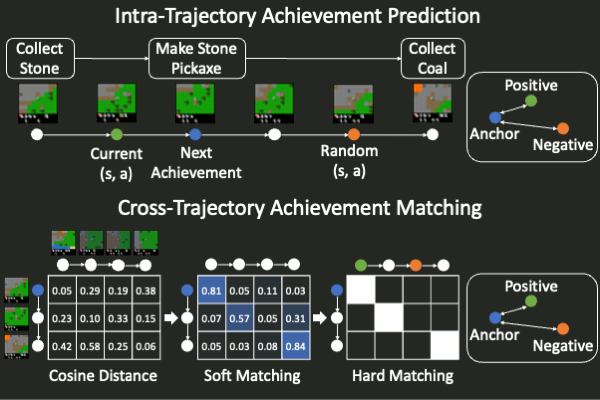 Intra-Trajectory Achievement Prediction
Collect Stone
Make Stone Pickaxe
Collect Coal
Current (s, a)
Next Achievement
Random (s, a)
Positive
Anchor
Negative
Cross-Trajectory Achievement Matching
0.05 0.29 0.19 0.38
0.23 0.10 0.33 0.15
0.42 0.58 0.25 0.06
Cosine Distance
0.81 0.05 0.11 0.03
0.07 0.57 0.05 0.31
0.05 0.03 0.08 0.84
Soft Matching
Hard Matching
Positive
Anchor
Negative